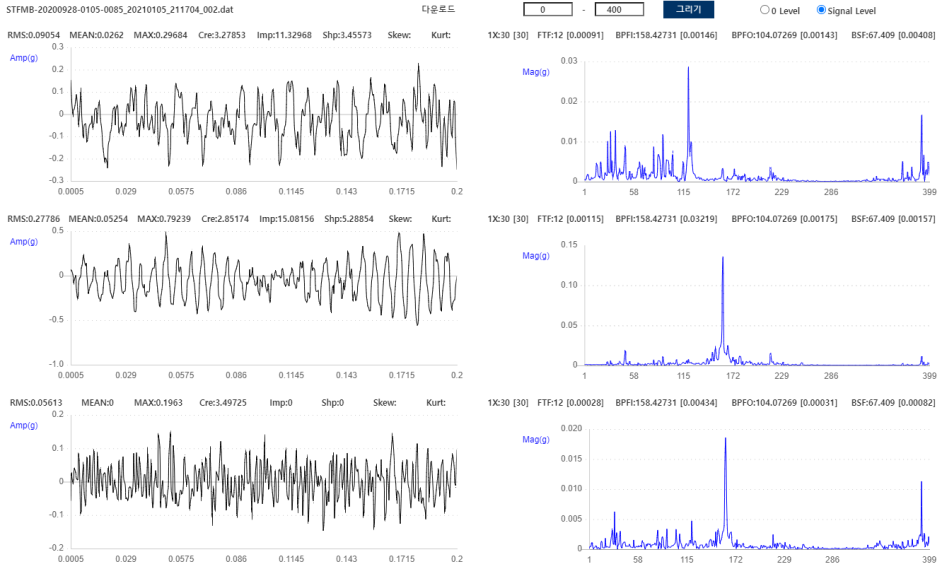 STFMB-20200928-0105-0085_20210105_211704_002.dat 다운로드 0 - 400 그리기 0 Level Signal Level
RMS:0.09054 MEAN:0.0262 MAX:0.29684 Cre:3.27853 Imp:11.32968 Shp:3.45573 Skew: Kurt: 1X:30 [30] FTF:12 [0.00091] BPFI:158.42731 [0.00146] BPFO:104.07269 [0.00143] BSF:67.409 [0.00408]
Amp(g)
0.3
0.2
0.1
0
-0.1
-0.2
-0.3
0.0005 0.029 0.0575 0.086 0.1145 0.143 0.1715 0.2
Mag(g)
0.03
0.02
0.01
0
1 58 115 172 229 286 399
RMS:0.27786 MEAN:0.05254 MAX:0.79239 Cre:2.85174 Imp:15.08156 Shp:5.28854 Skew: Kurt: 1X:30 [30] FTF:12 [0.00115] BPFI:158.42731 [0.03219] BPFO:104.07269 [0.00175] BSF:67.409 [0.00157]
Amp(g)
0.5
0
-0.5
-1.0
0.0005 0.029 0.0575 0.086 0.1145 0.143 0.1715 0.2
Mag(g)
0.15
0.10
0.05
0
1 58 115 172 229 286 399
RMS:0.05613 MEAN:0 MAX:0.1963 Cre:3.49725 Imp:0 Shp:0 Skew: Kurt: 1X:30 [30] FTF:12 [0.00028] BPFI:158.42731 [0.00434] BPFO:104.07269 [0.00031] BSF:67.409 [0.00082]
Amp(g)
0.2
0.1
0
-0.1
-0.2
0.0005 0.029 0.0575 0.086 0.1145 0.143 0.1715 0.2
Mag(g)
0.020
0.015
0.010
0.005
0
1 58 115 172 229 286 399